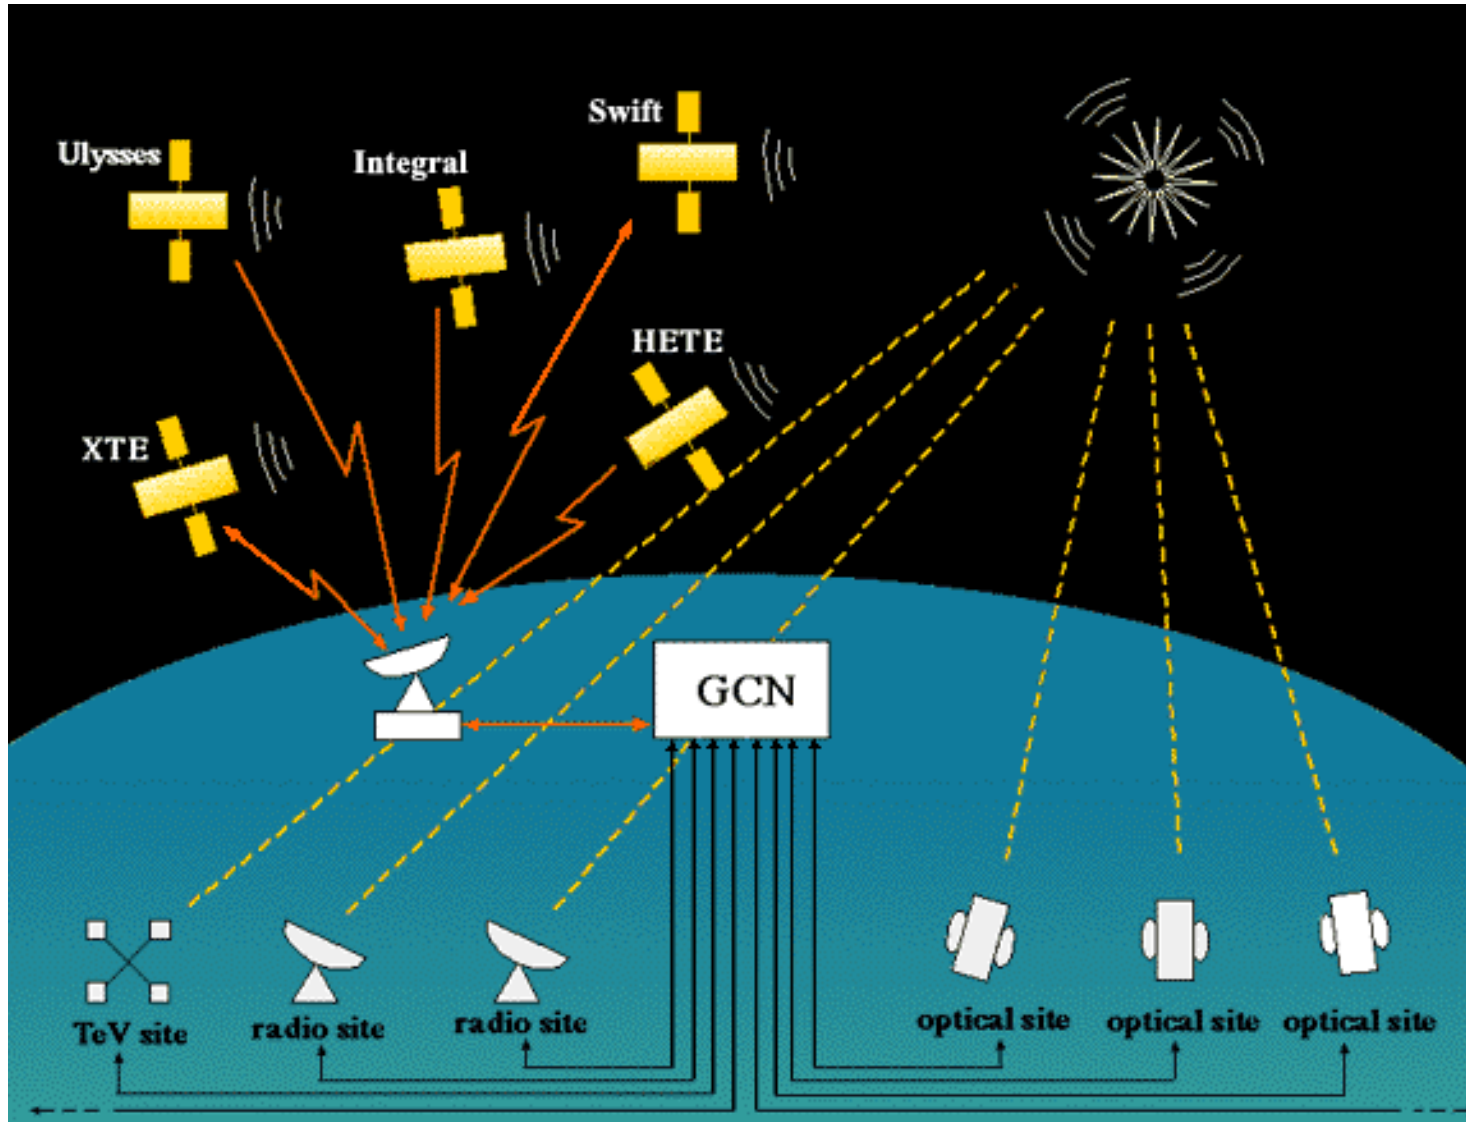 Swift
Ulysses
Integral
HETE
XTE
GCN
TeV site
radio site
radio site
optical site
optical site
optical site